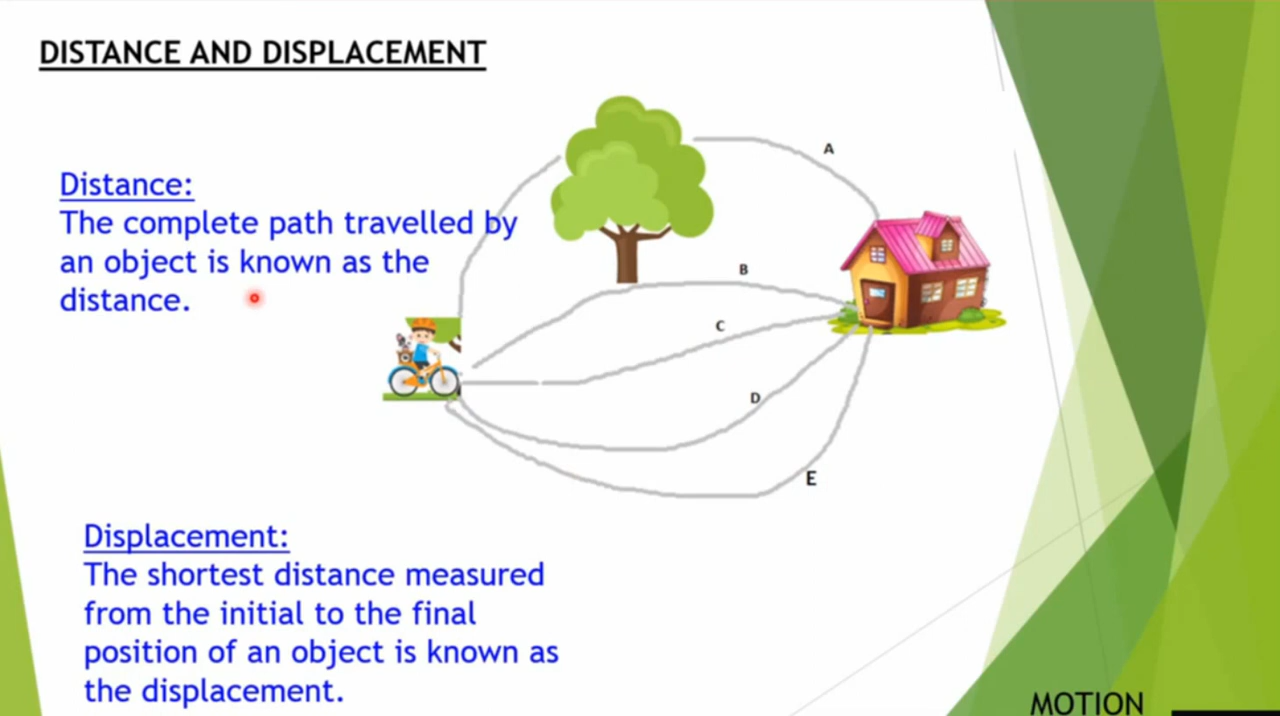 DISTANCE AND DISPLACEMENT
A
Distance:
The complete path travelled by
an object is known as the
distance.
B
C
D
E
Displacement:
The shortest distance measured
from the initial to the final
position of an object is known as
the displacement.
MOTION